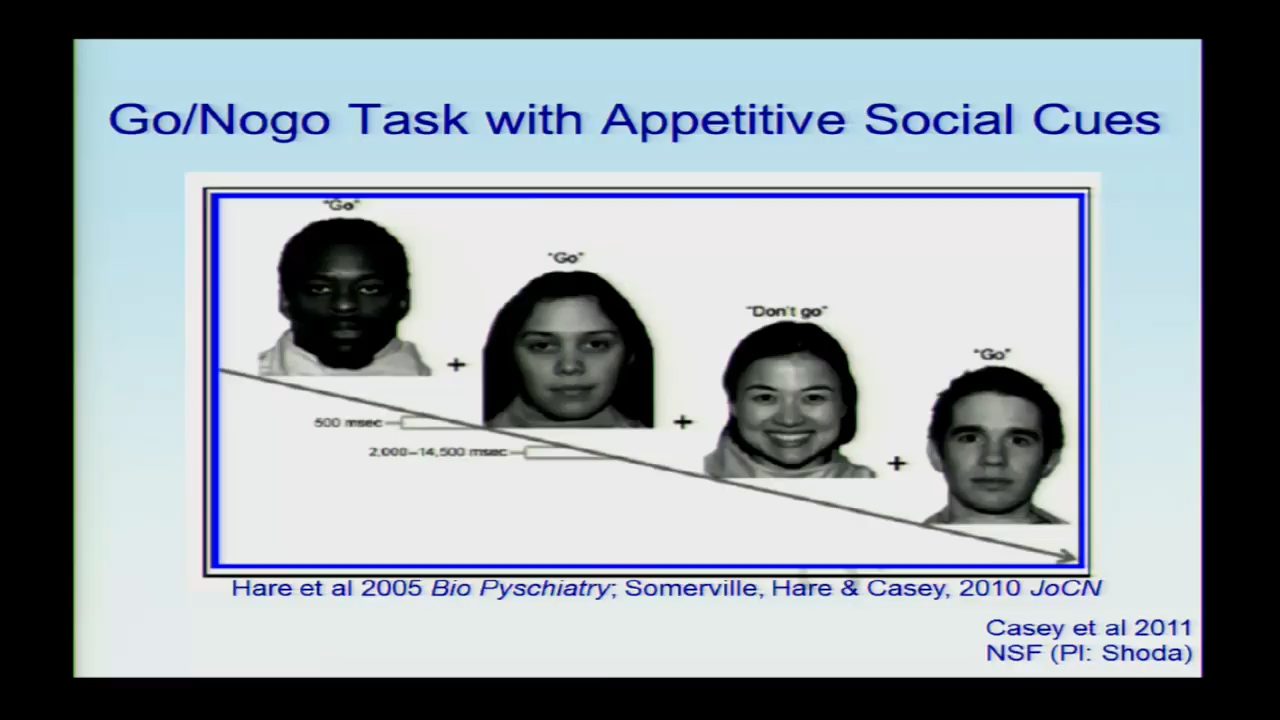 Go/Nogo Task with Appetitive Social Cues
"Go"
"Go"
"Don't go"
"Go"
+
+
+
500 msec
2,000–14,500 msec
Hare et al 2005 Bio Pyschiatry; Somerville, Hare & Casey, 2010 JoCN
Casey et al 2011
NSF (PI: Shoda)